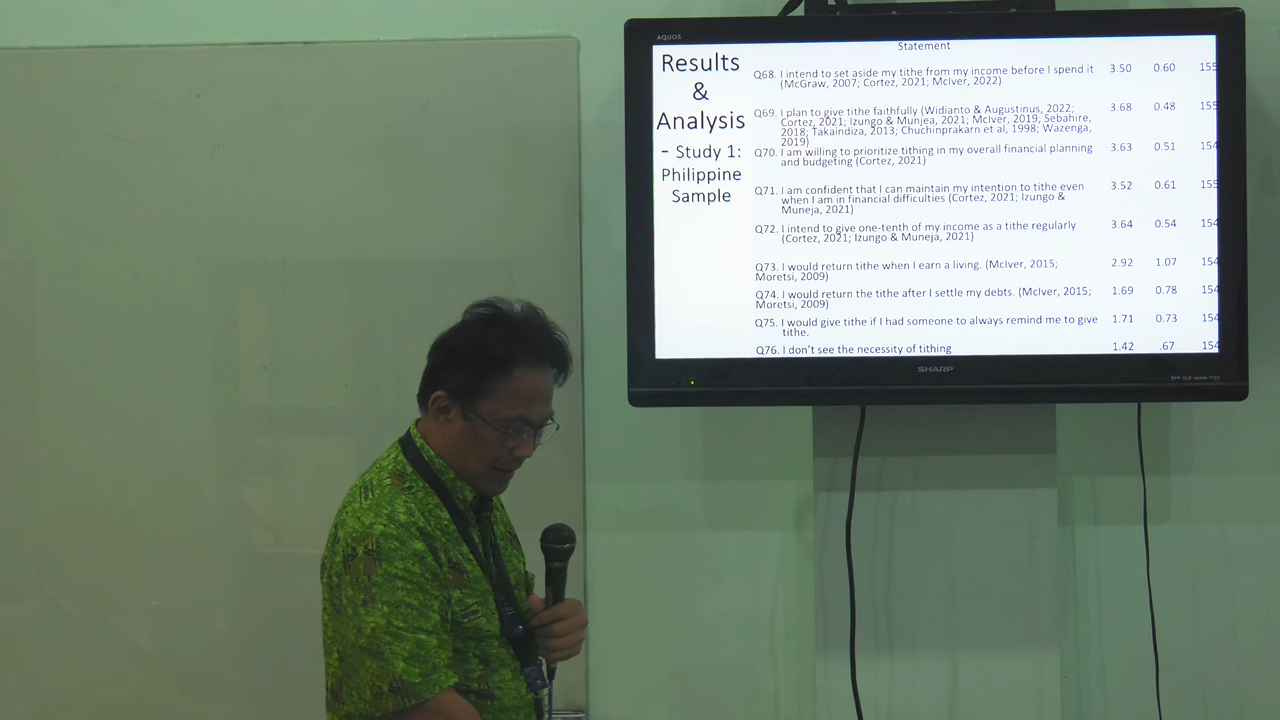 AQUOS
Results
&
Analysis
- Study 1:
Philippine
Sample
Statement
Q68. I intend to set aside my tithe from my income before I spend it 3.50 0.60 155
(McGraw, 2007; Cortez, 2021; McIver, 2022)
Q69. I plan to give tithe faithfully (Widianto & Augustinus, 2022; 3.68 0.48 155
Cortez, 2021; Izungo & Munjea, 2021; McIver, 2019; Sebahire,
2018; Takaindiza, 2013; Chuchinprakarn et al, 1998; Wazenga,
2019)
Q70. I am willing to prioritize tithing in my overall financial planning 3.63 0.51 154
and budgeting (Cortez, 2021)
Q71. I am confident that I can maintain my intention to tithe even 3.52 0.61 155
when I am in financial difficulties (Cortez, 2021; Izungo &
Muneja, 2021)
Q72. I intend to give one-tenth of my income as a tithe regularly 3.64 0.54 154
(Cortez, 2021; Izungo & Muneja, 2021)
Q73. I would return tithe when I earn a living. (McIver, 2015; 2.92 1.07 154
Moretsi, 2009)
Q74. I would return the tithe after I settle my debts. (McIver, 2015; 1.69 0.78 154
Moretsi, 2009)
Q75. I would give tithe if I had someone to always remind me to give 1.71 0.73 154
tithe.
Q76. I don't see the necessity of tithing 1.42 .67 154
SHARP